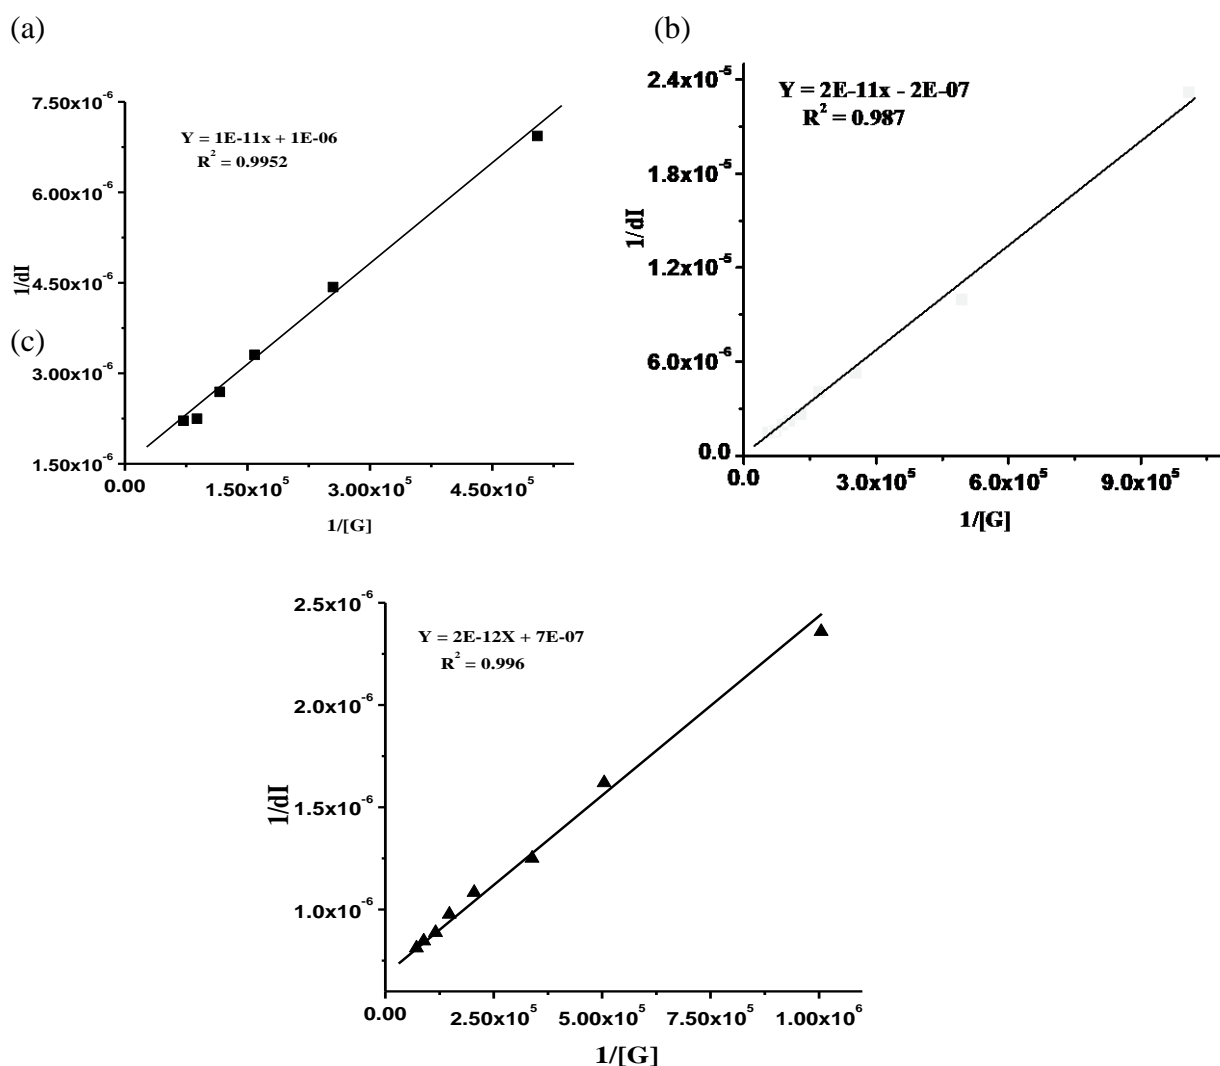 (a)
7.50x10⁻⁶
Y = 1E-11x + 1E-06
R² = 0.9952
6.00x10⁻⁶
1/dI
4.50x10⁻⁶
3.00x10⁻⁶
1.50x10⁻⁶
0.00
1.50x10⁵
3.00x10⁵
4.50x10⁵
1/[G]
(b)
2.4x10⁻⁵
Y = 2E-11x - 2E-07
R² = 0.987
1.8x10⁻⁵
1/dI
1.2x10⁻⁵
6.0x10⁻⁶
0.0
0.0
3.0x10⁵
6.0x10⁵
9.0x10⁵
1/[G]
(c)
2.5x10⁻⁶
Y = 2E-12X + 7E-07
R² = 0.996
2.0x10⁻⁶
1/dI
1.5x10⁻⁶
1.0x10⁻⁶
0.00
2.50x10⁵
5.00x10⁵
7.50x10⁵
1.00x10⁶
1/[G]